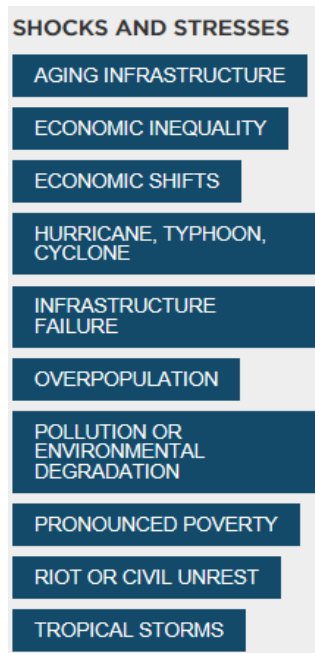 SHOCKS AND STRESSES
AGING INFRASTRUCTURE
ECONOMIC INEQUALITY
ECONOMIC SHIFTS
HURRICANE, TYPHOON,
CYCLONE
INFRASTRUCTURE
FAILURE
OVERPOPULATION
POLLUTION OR
ENVIRONMENTAL
DEGRADATION
PRONOUNCED POVERTY
RIOT OR CIVIL UNREST
TROPICAL STORMS